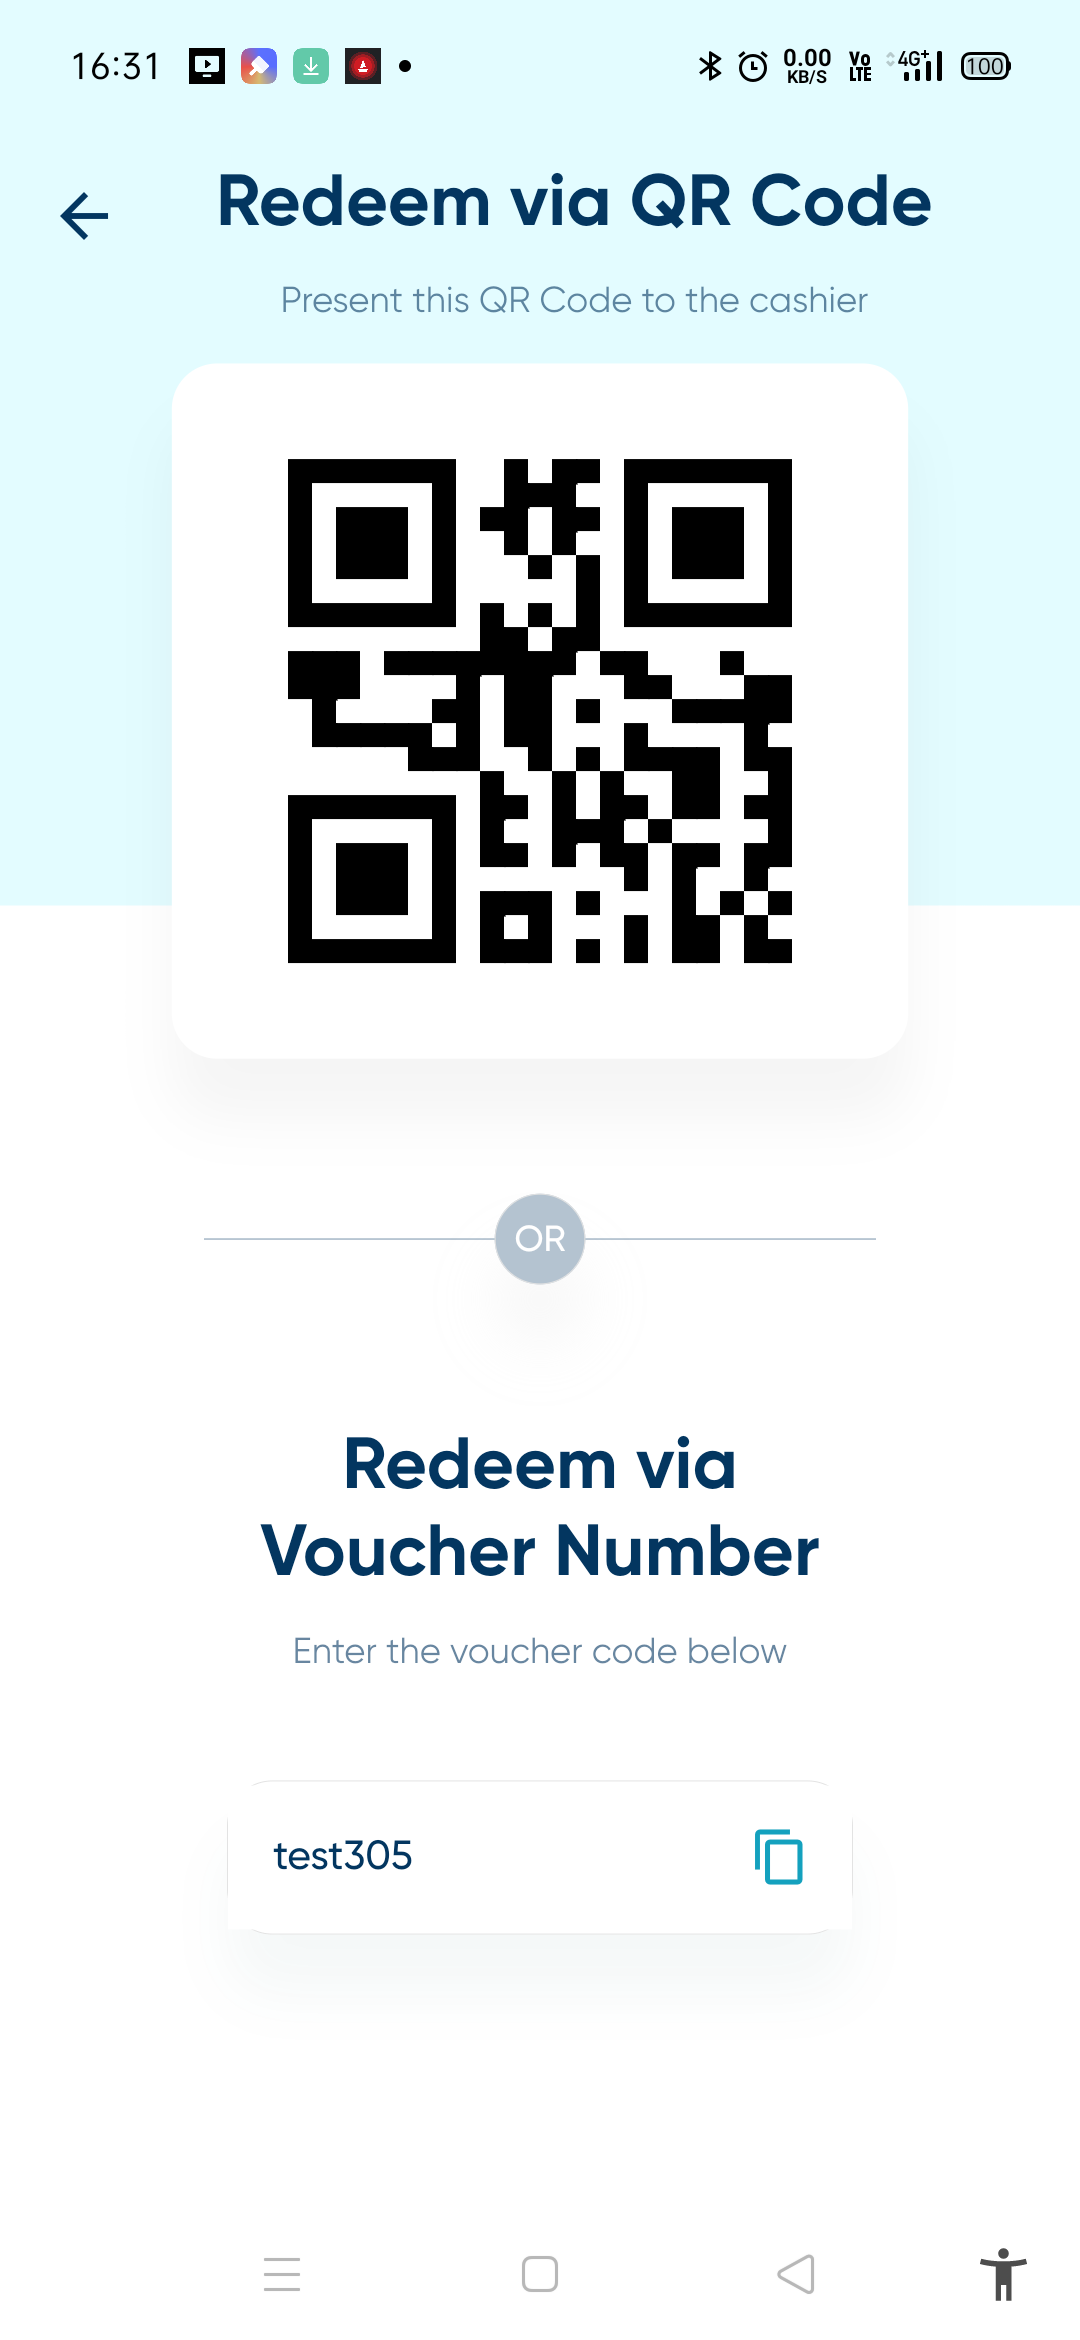 16:31
0.00
KB/S
Vo
LTE
4G+
100
Redeem via QR Code
Present this QR Code to the cashier
OR
Redeem via
Voucher Number
Enter the voucher code below
test305